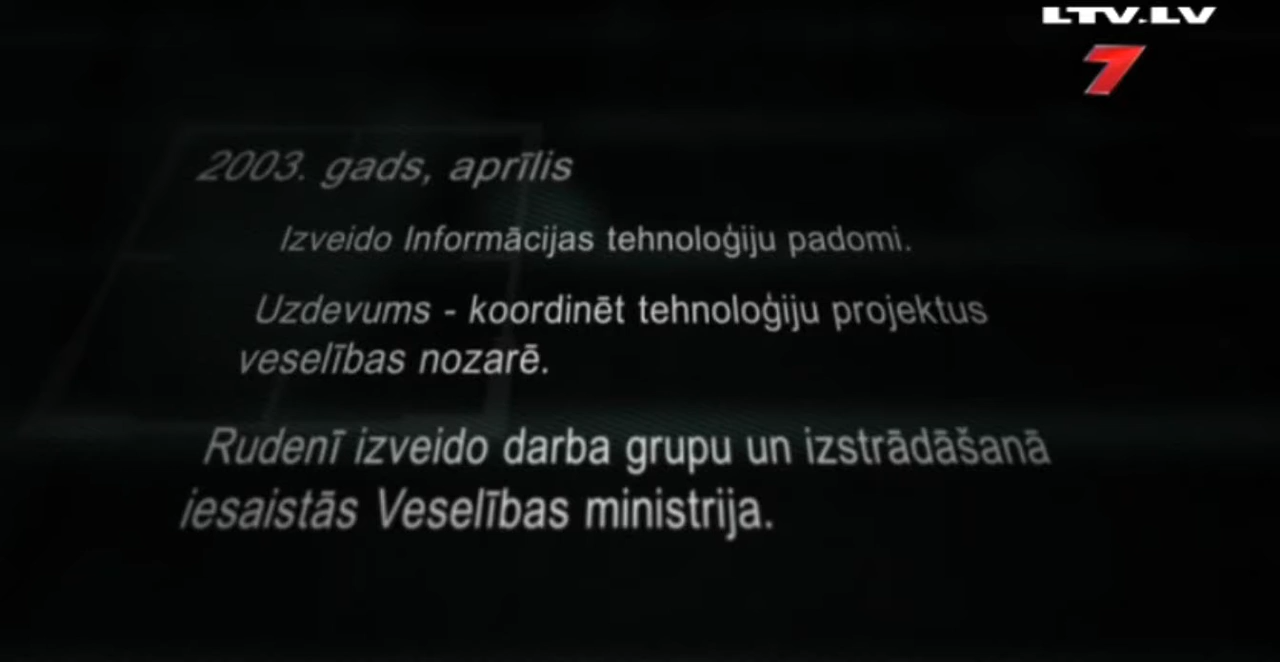 LTV.LV
7
2003. gads, aprīlis
Izveido Informācijas tehnoloģiju padomi.
Uzdevums - koordinēt tehnoloģiju projektus
veselības nozarē.
Rudenī izveido darba grupu un izstrādāšanā
iesaistās Veselības ministrija.